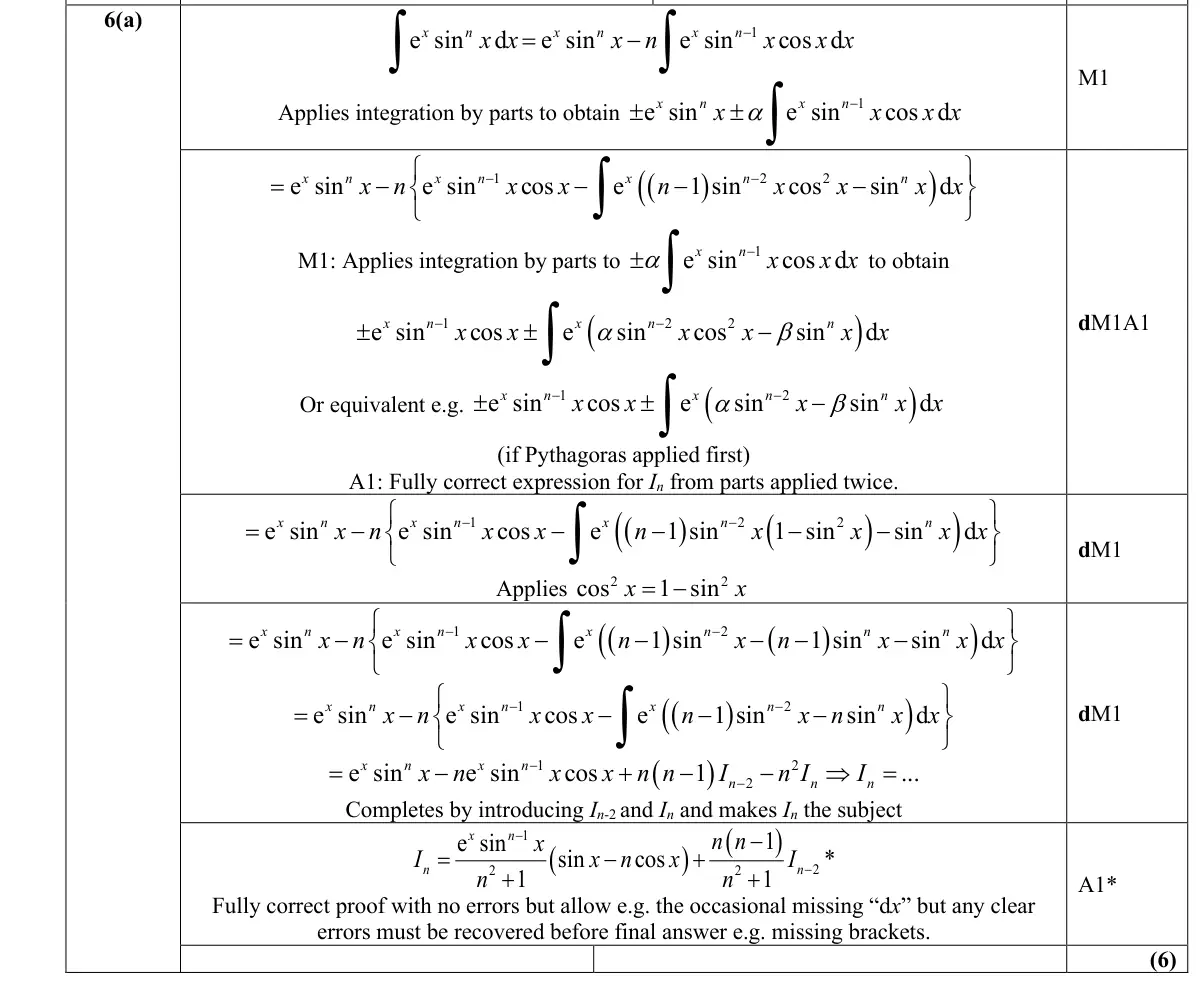 6(a)
∫ eˣ sinⁿ x dx = eˣ sinⁿ x − n ∫ eˣ sinⁿ⁻¹ x cos x dx
M1
Applies integration by parts to obtain ±eˣ sinⁿ x ± α ∫ eˣ sinⁿ⁻¹ x cos x dx
= eˣ sinⁿ x − n {eˣ sinⁿ⁻¹ x cos x − ∫ eˣ ((n−1) sinⁿ⁻² x cos² x − sinⁿ x) dx}
M1: Applies integration by parts to ±α ∫ eˣ sinⁿ⁻¹ x cos x dx to obtain
±eˣ sinⁿ⁻¹ x cos x ± ∫ eˣ (α sinⁿ⁻² x cos² x − β sinⁿ x) dx
dM1A1
Or equivalent e.g. ±eˣ sinⁿ⁻¹ x cos x ± ∫ eˣ (α sinⁿ⁻² x − β sinⁿ x) dx
(if Pythagoras applied first)
A1: Fully correct expression for Iₙ from parts applied twice.
= eˣ sinⁿ x − n {eˣ sinⁿ⁻¹ x cos x − ∫ eˣ ((n−1) sinⁿ⁻² x (1 − sin² x) − sinⁿ x) dx}
dM1
Applies cos² x = 1 − sin² x
= eˣ sinⁿ x − n {eˣ sinⁿ⁻¹ x cos x − ∫ eˣ ((n−1) sinⁿ⁻² x − (n−1) sinⁿ x − sinⁿ x) dx}
= eˣ sinⁿ x − n {eˣ sinⁿ⁻¹ x cos x − ∫ eˣ ((n−1) sinⁿ⁻² x − n sinⁿ x) dx}
dM1
= eˣ sinⁿ x − neˣ sinⁿ⁻¹ x cos x + n(n−1) Iₙ₋₂ − n² Iₙ ⇒ Iₙ = ...
Completes by introducing Iₙ₋₂ and Iₙ and makes Iₙ the subject
Iₙ = (eˣ sinⁿ⁻¹ x)/(n² + 1) (sin x − n cos x) + (n(n−1))/(n² + 1) Iₙ₋₂ *
A1*
Fully correct proof with no errors but allow e.g. the occasional missing “dx” but any clear
errors must be recovered before final answer e.g. missing brackets.
(6)